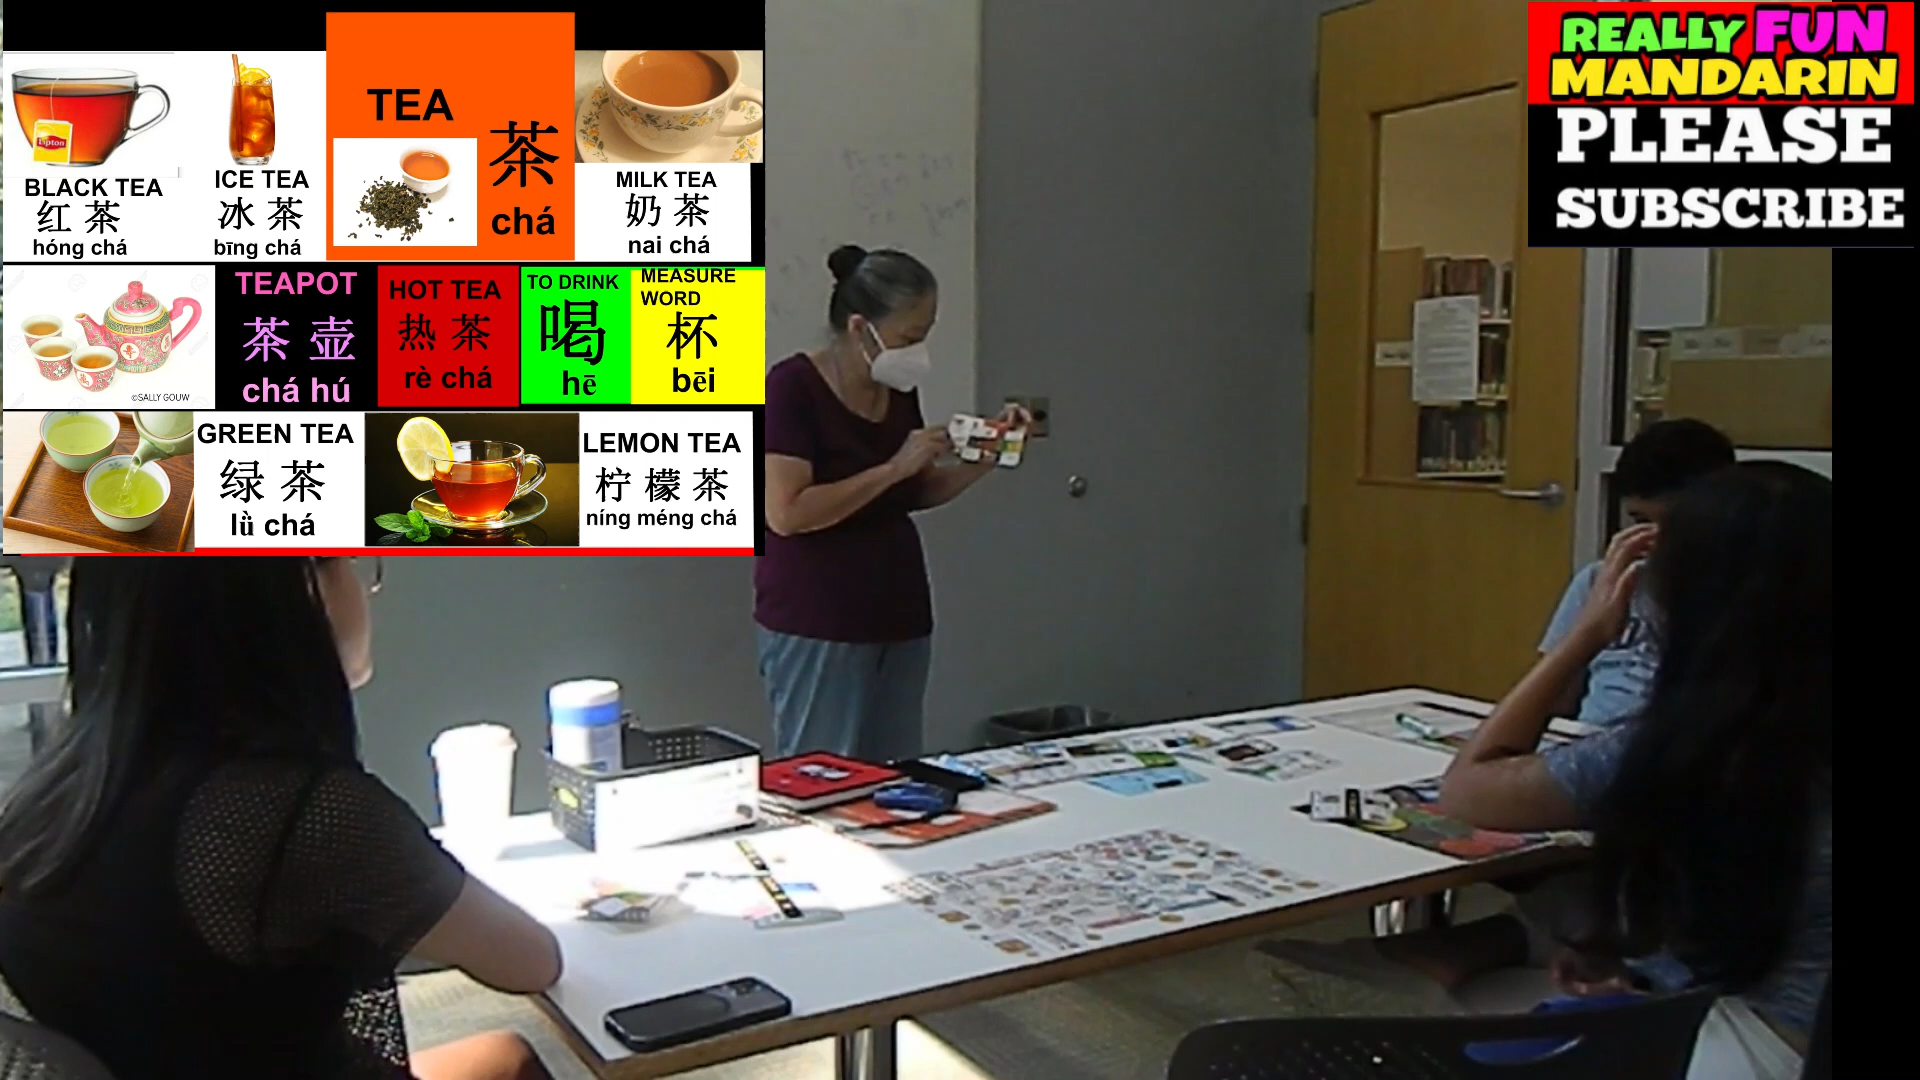 REALLY FUN
MANDARIN
PLEASE
SUBSCRIBE
TEA
茶
chá
Lipton
BLACK TEA
红 茶
hóng chá
ICE TEA
冰 茶
bīng chá
MILK TEA
奶 茶
nai chá
©SALLY GOUW
TEAPOT
茶 壶
chá hú
HOT TEA
热 茶
rè chá
TO DRINK
喝
hē
MEASURE
WORD
杯
bēi
GREEN TEA
绿 茶
lǜ chá
LEMON TEA
柠 檬 茶
níng méng chá